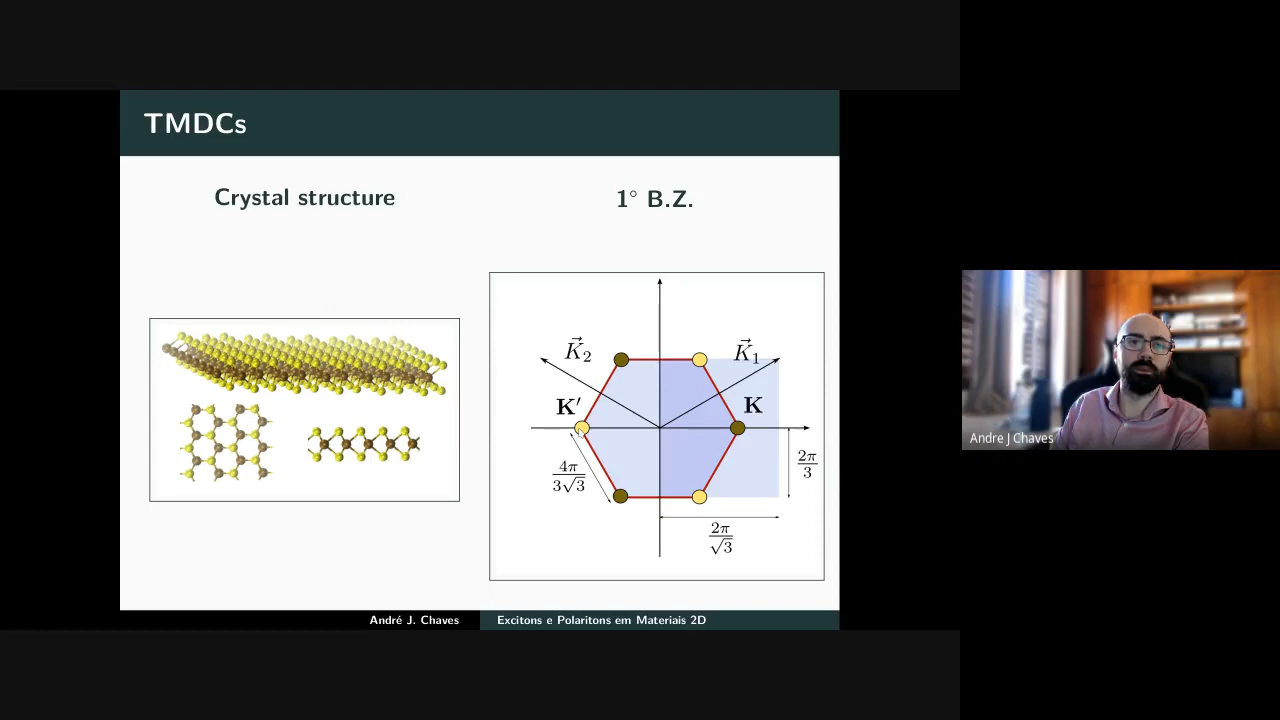 TMDCs
Crystal structure
1° B.Z.
K⃗₂
K⃗₁
K′
K
4π
3√3
2π
3
2π
√3
Andre J Chaves
André J. Chaves
Excitons e Polaritons em Materiais 2D